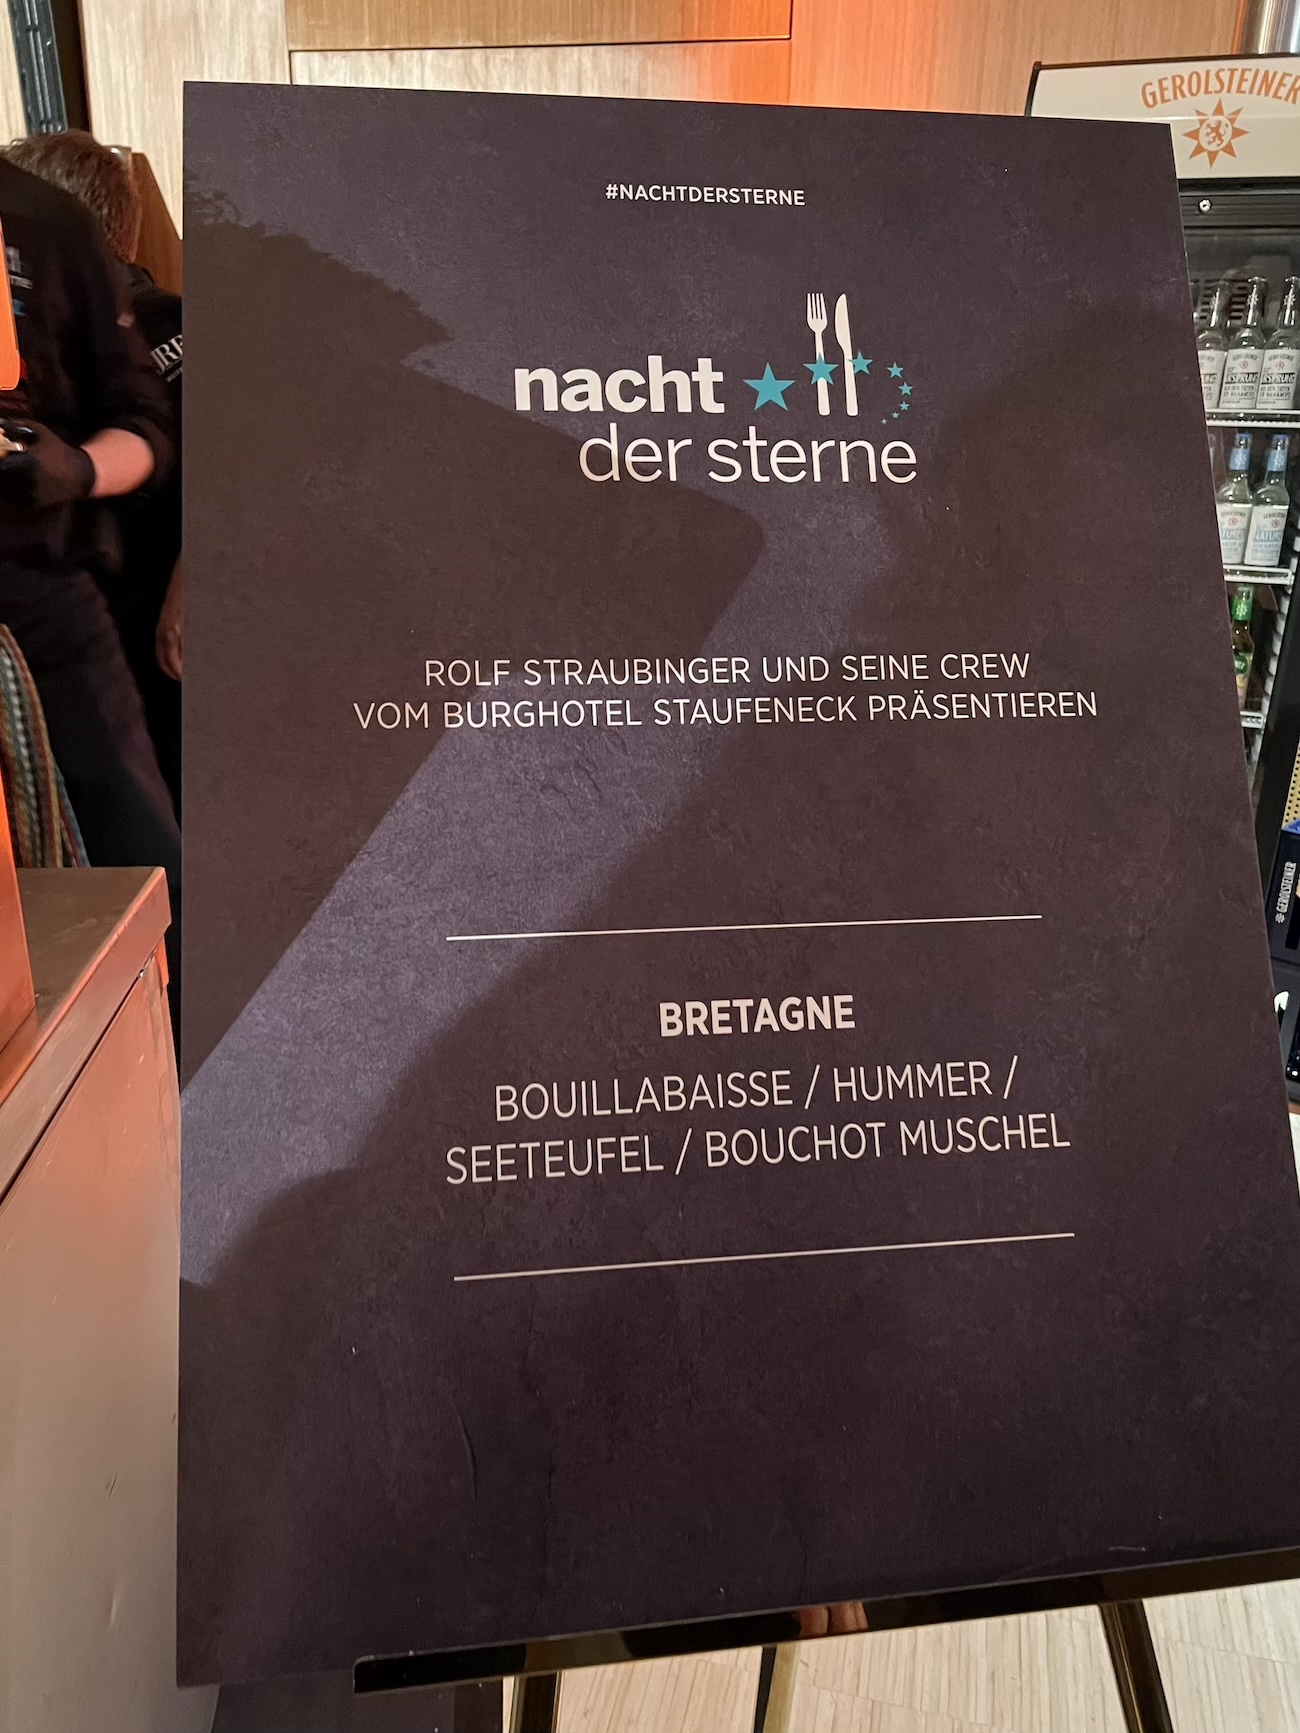 #NACHTDERSTERNE
nacht
der sterne
ROLF STRAUBINGER UND SEINE CREW
VOM BURGHOTEL STAUFENECK PRÄSENTIEREN
BRETAGNE
BOUILLABAISSE / HUMMER /
SEETEUFEL / BOUCHOT MUSCHEL
GEROLSTEINER
GEROLSTEINER